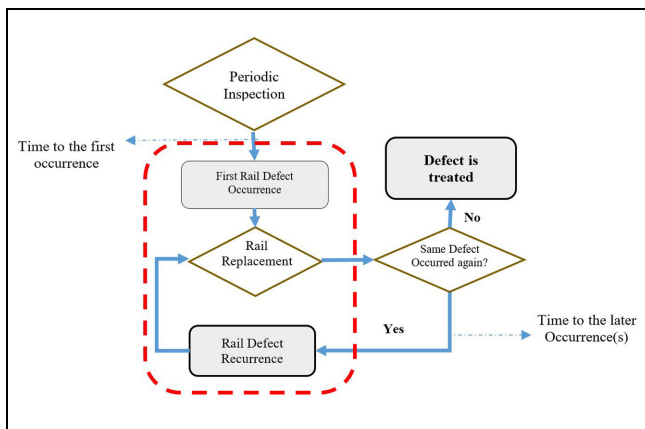 Periodic
Inspection
Time to the first
occurrence
First Rail Defect
Occurrence
Defect is
treated
No
Rail
Replacement
Same Defect
Occurred again?
Yes
Time to the later
Occurrence(s)
Rail Defect
Recurrence